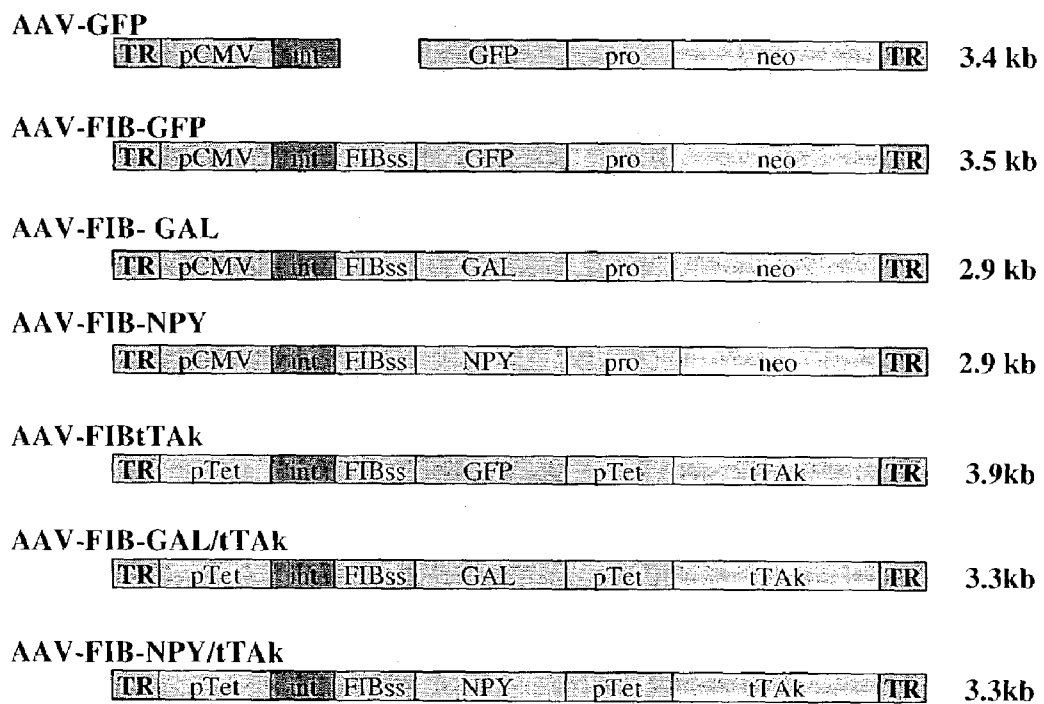 AAV-GFP
TR pCMV int GFP pro neo TR 3.4 kb
AAV-FIB-GFP
TR pCMV int FIBss GFP pro neo TR 3.5 kb
AAV-FIB- GAL
TR pCMV int FIBss GAL pro neo TR 2.9 kb
AAV-FIB-NPY
TR pCMV int FIBss NPY pro neo TR 2.9 kb
AAV-FIBtTAk
TR pTet int FIBss GFP pTet tTAk TR 3.9kb
AAV-FIB-GAL/tTAk
TR pTet int FIBss GAL pTet tTAk TR 3.3kb
AAV-FIB-NPY/tTAk
TR pTet int FIBss NPY pTet tTAk TR 3.3kb